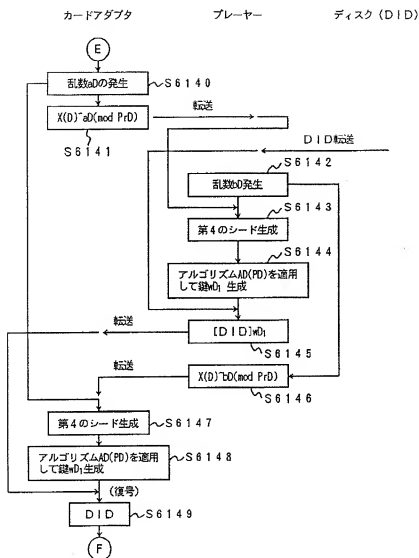 カードアダプタ
プレーヤー
ディスク(DID)
E
乱数aDの発生
S6140
X(D)^aD(mod PrD)
転送
S6141
DID転送
S6142
乱数bD発生
S6143
第4のシード生成
S6144
アルゴリズムAD(PD)を適用
して鍵wD1 生成
転送
[DID]wD1
S6145
転送
X(D)^bD(mod PrD)
S6146
第4のシード生成
S6147
アルゴリズムAD(PD)を適用
して鍵wD1生成
S6148
(復号)
DID
S6149
F